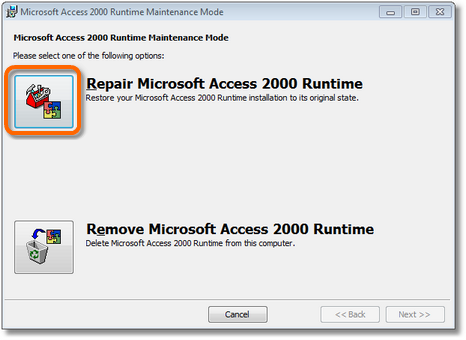 Microsoft Access 2000 Runtime Maintenance Mode
Microsoft Access 2000 Runtime Maintenance Mode
Please select one of the following options:
Repair Microsoft Access 2000 Runtime
Restore your Microsoft Access 2000 Runtime installation to its original state.
Remove Microsoft Access 2000 Runtime
Delete Microsoft Access 2000 Runtime from this computer.
Cancel
<< Back
Next >>